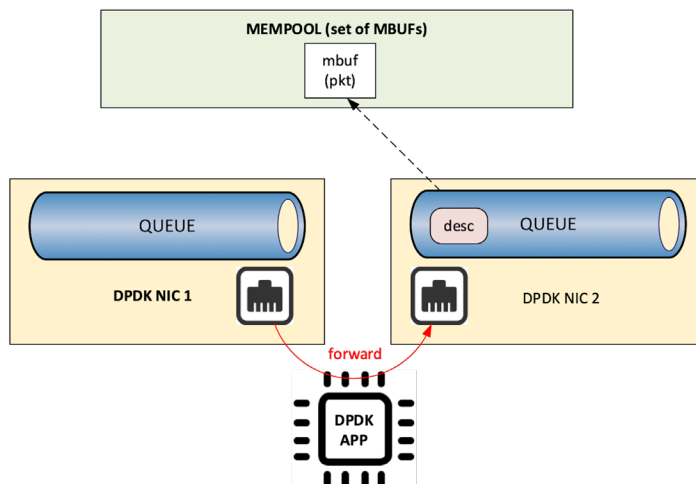 MEMPOOL (set of MBUFs)
mbuf
(pkt)
QUEUE
desc
QUEUE
DPDK NIC 1
DPDK NIC 2
forward
DPDK
APP